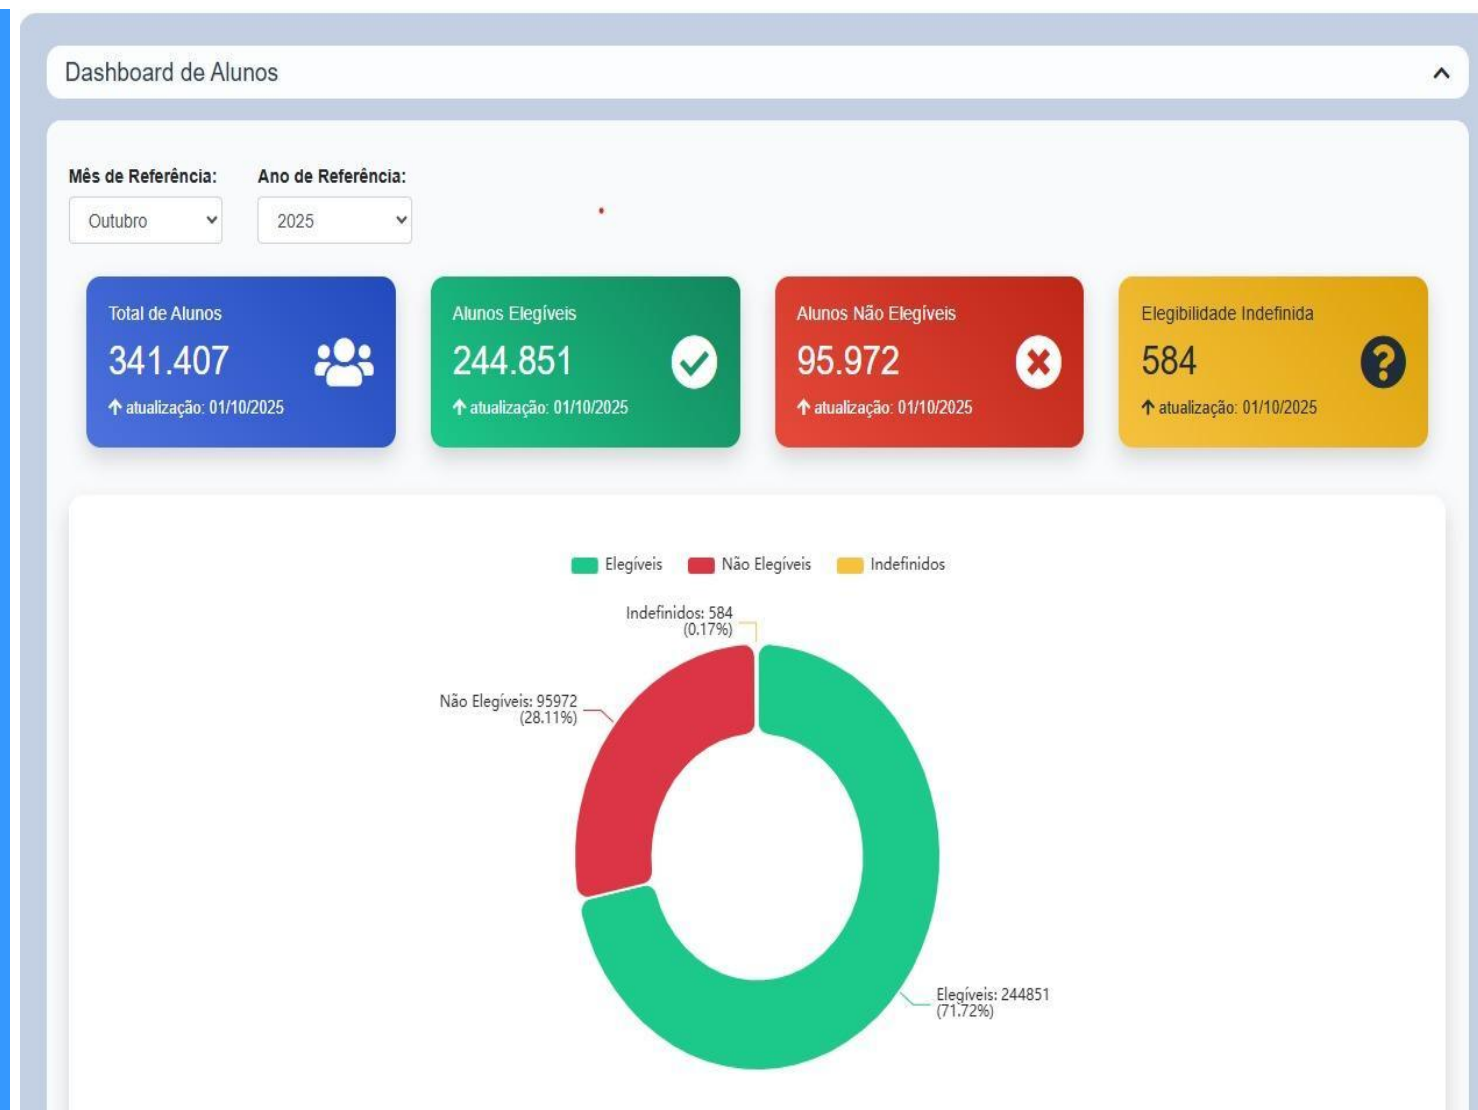 Dashboard de Alunos
Mês de Referência: Ano de Referência:
Outubro 2025
Total de Alunos
341.407
atualização: 01/10/2025
Alunos Elegíveis
244.851
atualização: 01/10/2025
Alunos Não Elegíveis
95.972
atualização: 01/10/2025
Elegibilidade Indefinida
584
atualização: 01/10/2025
Elegíveis Não Elegíveis Indefinidos
Indefinidos: 584
(0.17%)
Não Elegíveis: 95972
(28.11%)
Elegíveis: 244851
(71.72%)